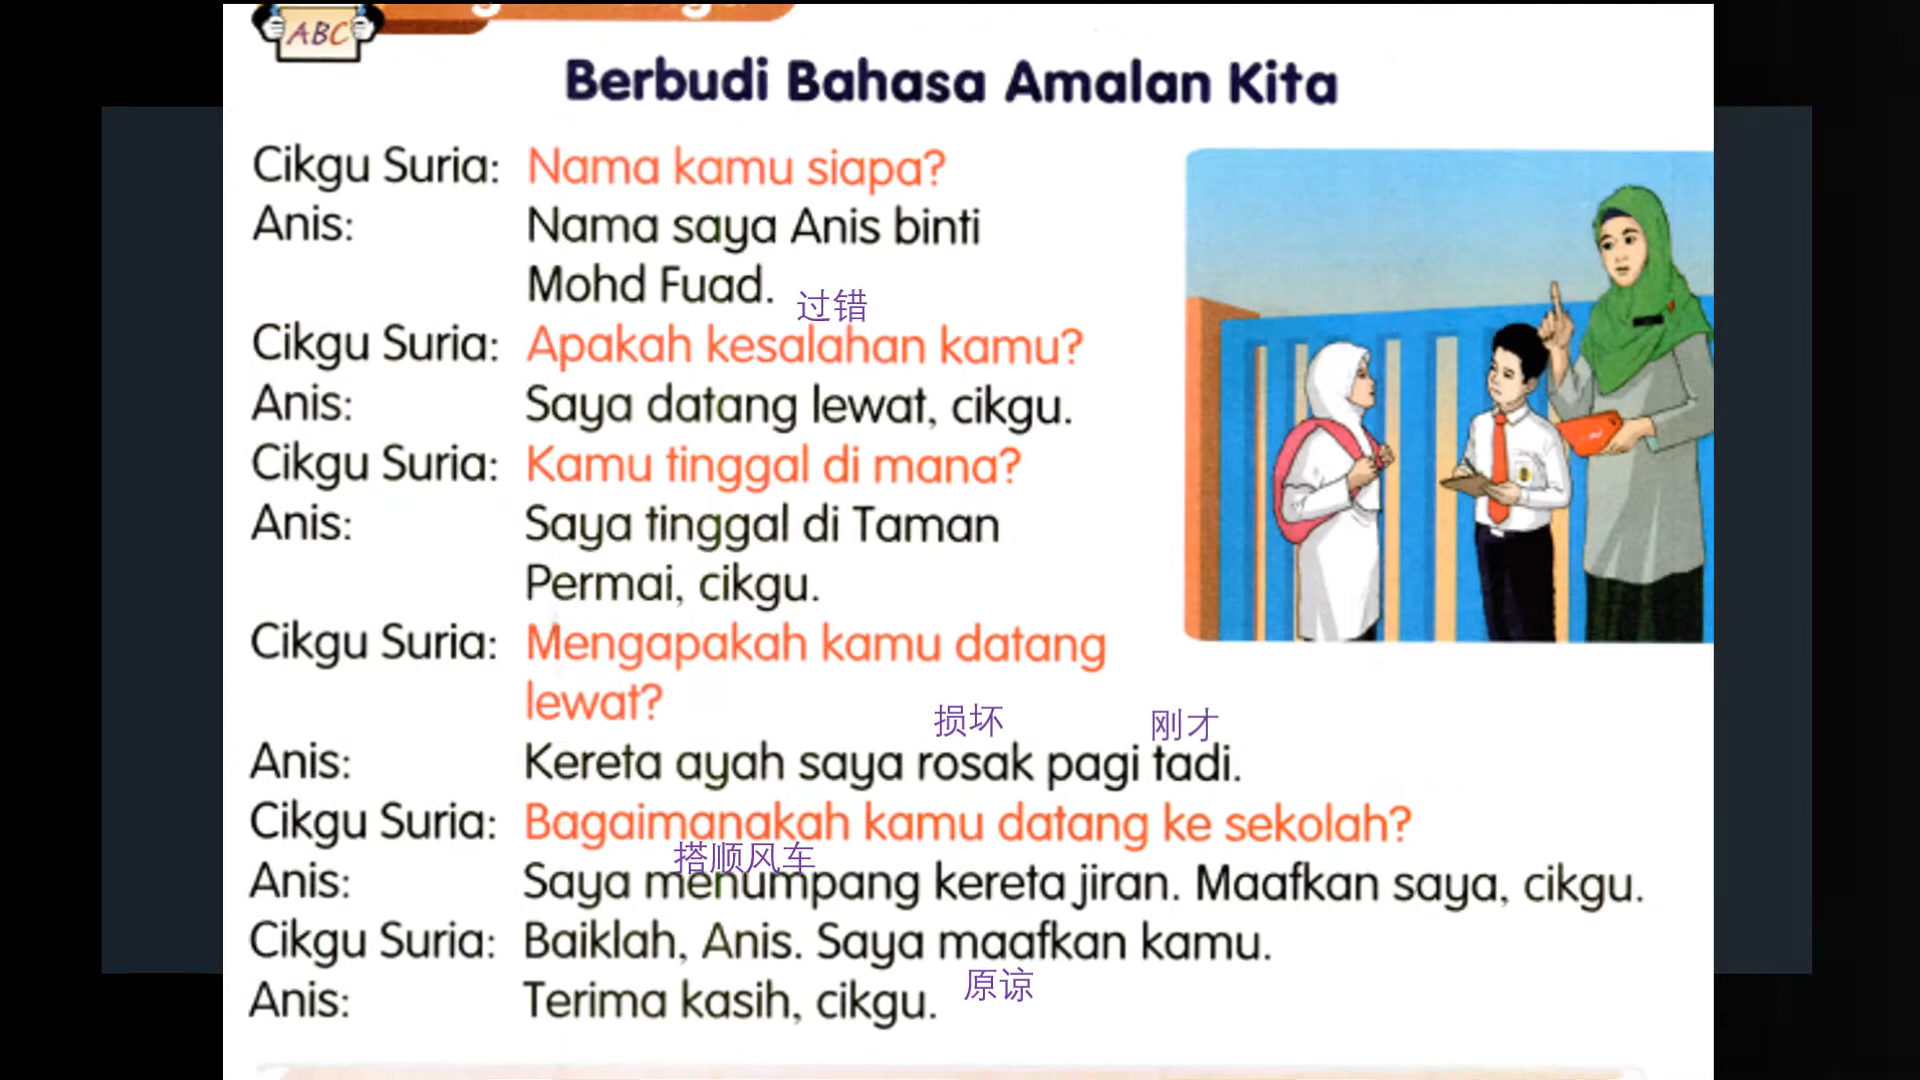 ABC
Berbudi Bahasa Amalan Kita
Cikgu Suria: Nama kamu siapa?
Anis: Nama saya Anis binti
Mohd Fuad.
过错
Cikgu Suria: Apakah kesalahan kamu?
Anis: Saya datang lewat, cikgu.
Cikgu Suria: Kamu tinggal di mana?
Anis: Saya tinggal di Taman
Permai, cikgu.
Cikgu Suria: Mengapakah kamu datang
lewat?
损坏 刚才
Anis: Kereta ayah saya rosak pagi tadi.
Cikgu Suria: Bagaimanakah kamu datang ke sekolah?
搭顺风车
Anis: Saya menumpang kereta jiran. Maafkan saya, cikgu.
Cikgu Suria: Baiklah, Anis. Saya maafkan kamu.
原谅
Anis: Terima kasih, cikgu.